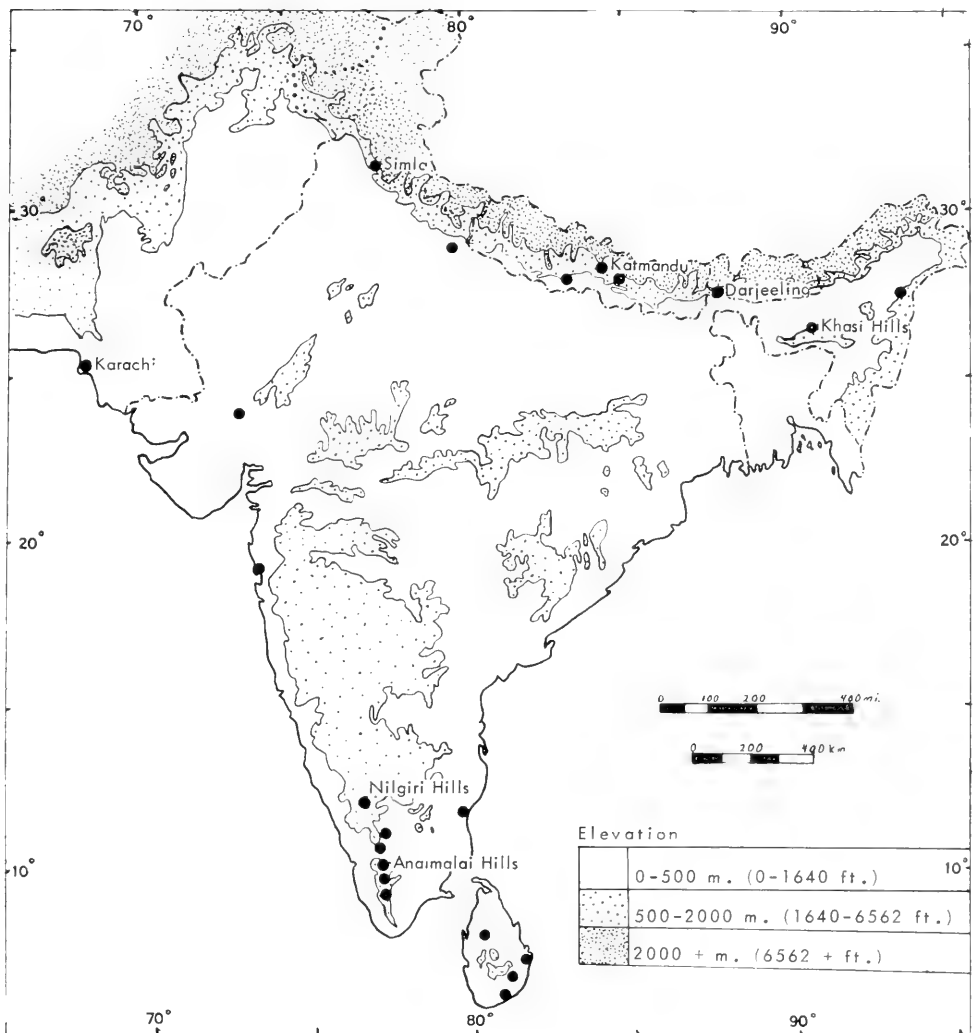 70° 80° 90°
Simla
30° 30°
Katmandu
Darjeeling
Khasi Hills
Karachi
20° 20°
0 100 200 400 mi.
0 200 400 km
Nilgiri Hills
Anaimalai Hills
Elevation
10° 10°
0-500 m. (0-1640 ft.)
500-2000 m. (1640-6562 ft.)
2000 + m. (6562 + ft.)
70° 80° 90°